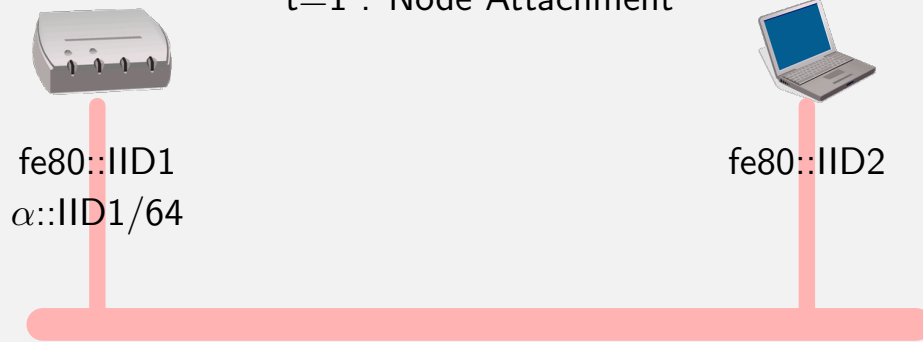 t=1 : Node Attachment
fe80::IID1
fe80::IID2
α::IID1/64